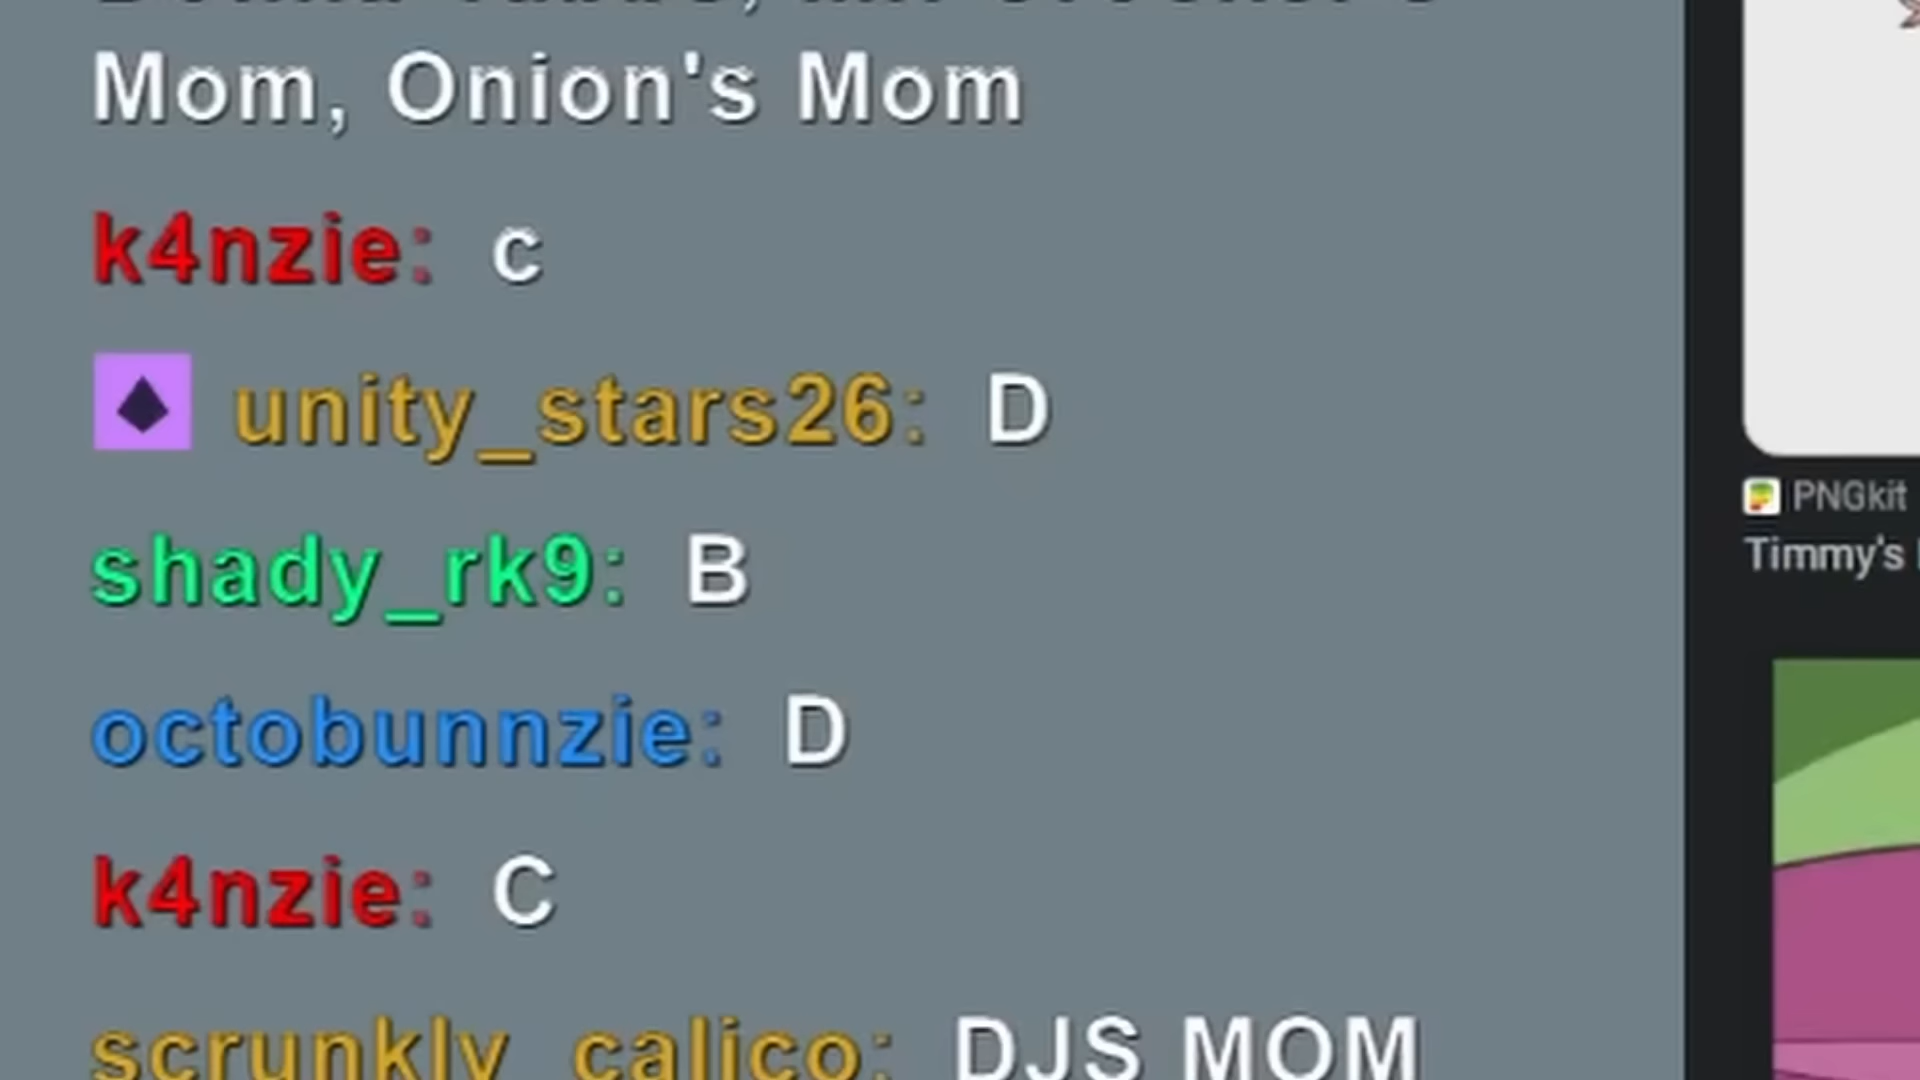 Mom, Onion's Mom
k4nzie: c
unity_stars26: D
shady_rk9: B
octobunnzie: D
k4nzie: C
scrunkly_calico: DJS MOM
PNGkit
Timmy's